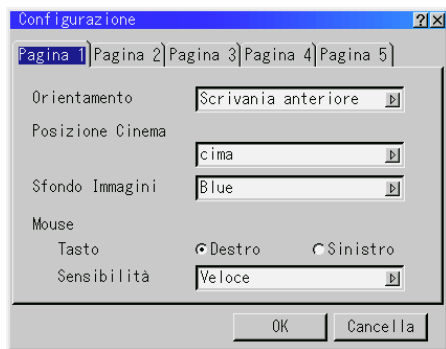 Configurazione
Pagina 1 Pagina 2 Pagina 3 Pagina 4 Pagina 5
Orientamento Scrivania anteriore
Posizione Cinema
cima
Sfondo Immagini Blue
Mouse
Tasto Destro Sinistro
Sensibilità Veloce
OK Cancella